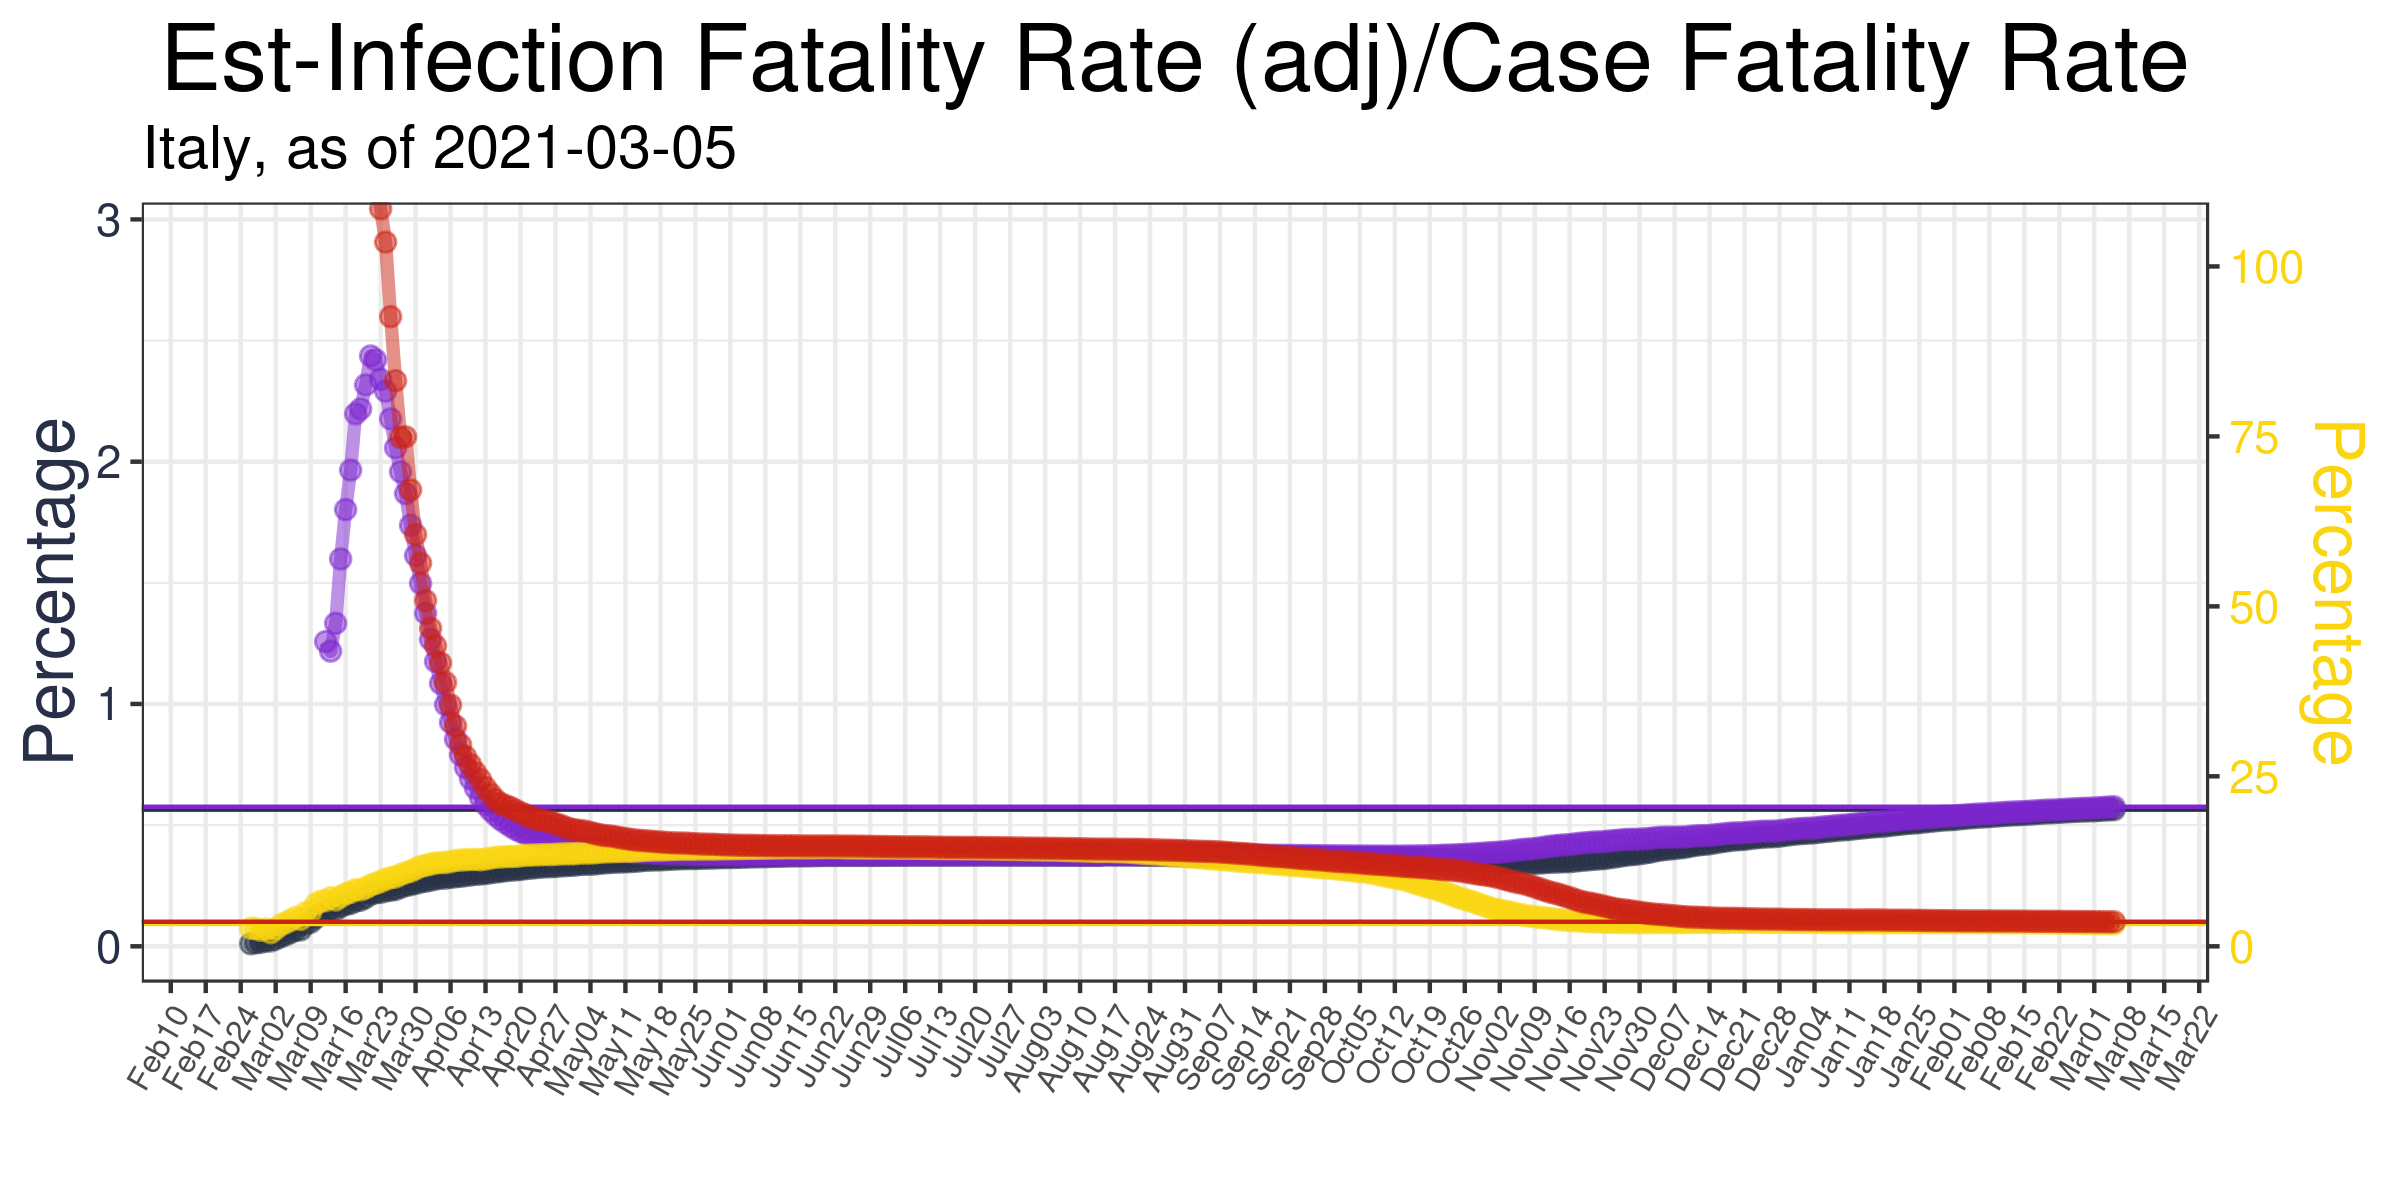 Est-Infection Fatality Rate (adj)/Case Fatality Rate
Italy, as of 2021-03-05
Percentage
3
2
1
0
100
75
50
25
0
Percentage
Feb10
Feb17
Feb24
Mar02
Mar09
Mar16
Mar23
Mar30
Apr06
Apr13
Apr20
Apr27
May04
May11
May18
May25
Jun01
Jun08
Jun15
Jun22
Jun29
Jul06
Jul13
Jul20
Jul27
Aug03
Aug10
Aug17
Aug24
Aug31
Sep07
Sep14
Sep21
Sep28
Oct05
Oct12
Oct19
Oct26
Nov02
Nov09
Nov16
Nov23
Nov30
Nov07
Dec14
Dec21
Dec28
Dec04
Jan11
Jan18
Jan25
Feb01
Feb08
Feb15
Feb22
Mar01
Mar08
Mar15
Mar22